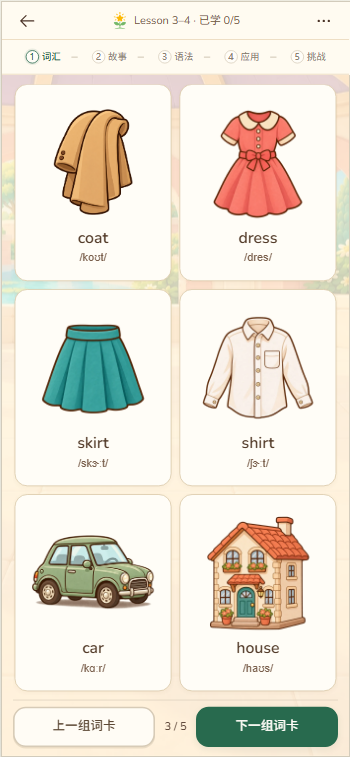 Lesson 3-4 · 已学 0/5
1 词汇 – 2 故事 – 3 语法 – 4 应用 – 5 挑战
coat
/koʊt/
dress
/dres/
skirt
/skɝːt/
shirt
/ʃɝːt/
car
/kɑːr/
house
/haʊs/
上一组词卡 3 / 5 下一组词卡